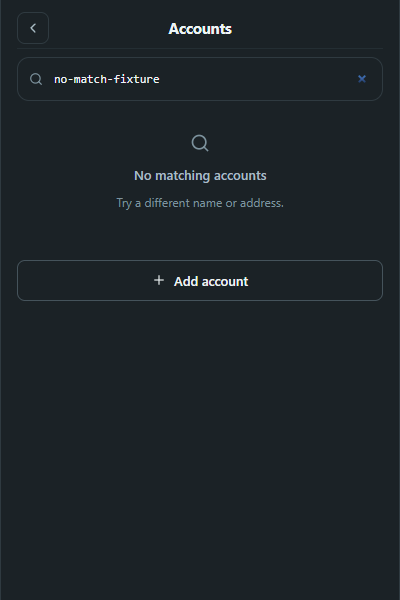 Accounts
no-match-fixture
No matching accounts
Try a different name or address.
Add account